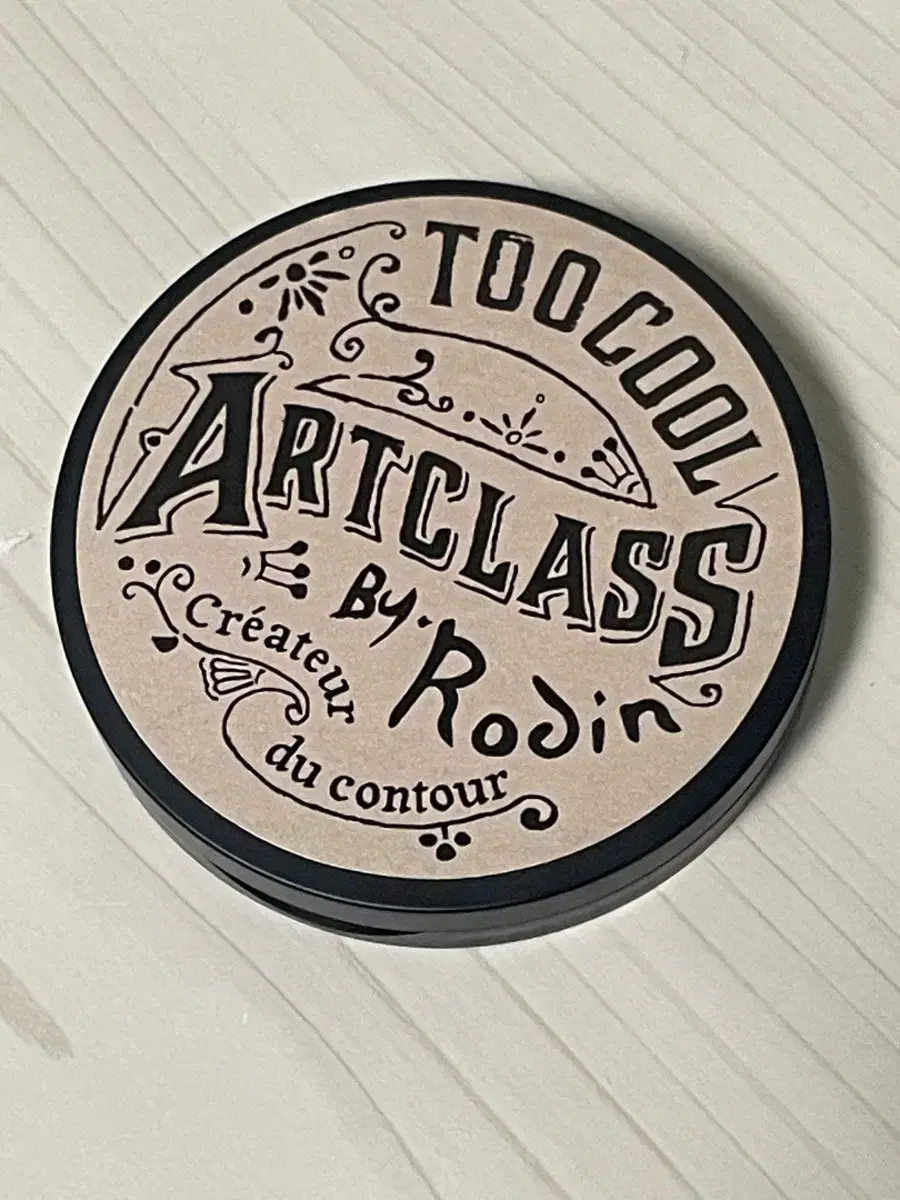 TOO COOL
ARTCLASS
BY.
Rodin
Créateur
du contour